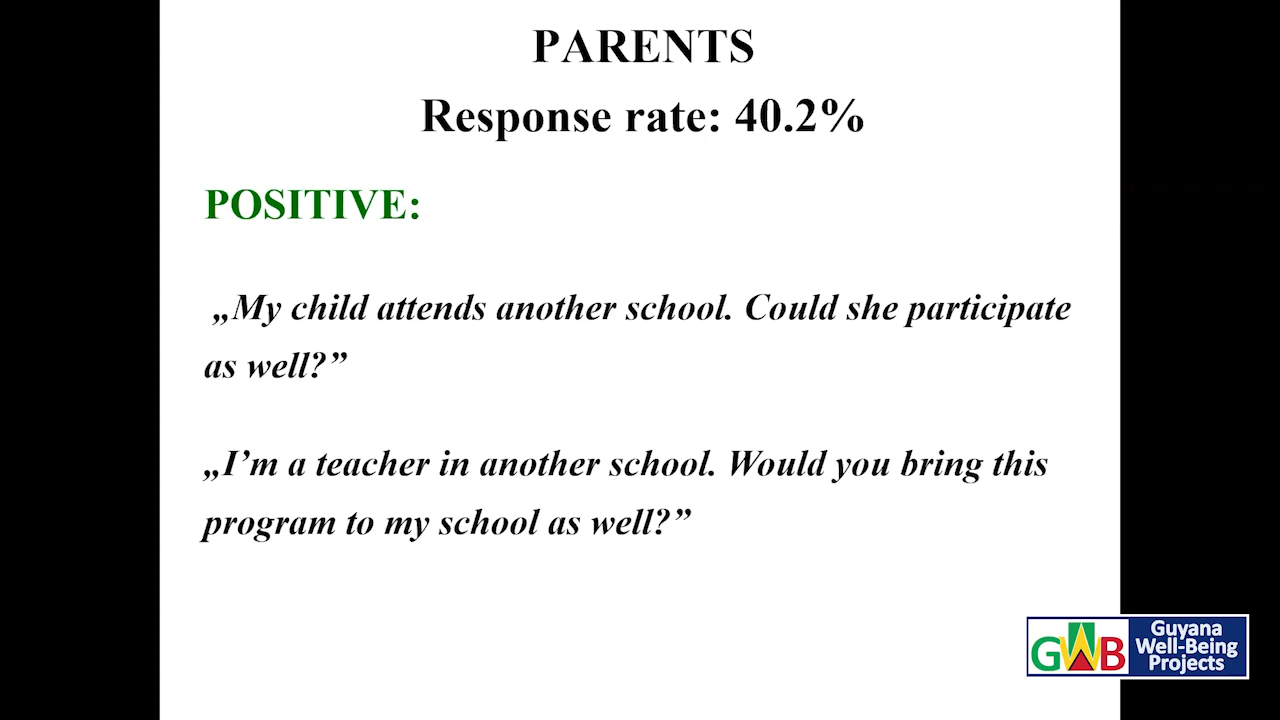 PARENTS
Response rate: 40.2%
POSITIVE:
„My child attends another school. Could she participate
as well?”
„I’m a teacher in another school. Would you bring this
program to my school as well?”
GWB
Guyana
Well-Being
Projects